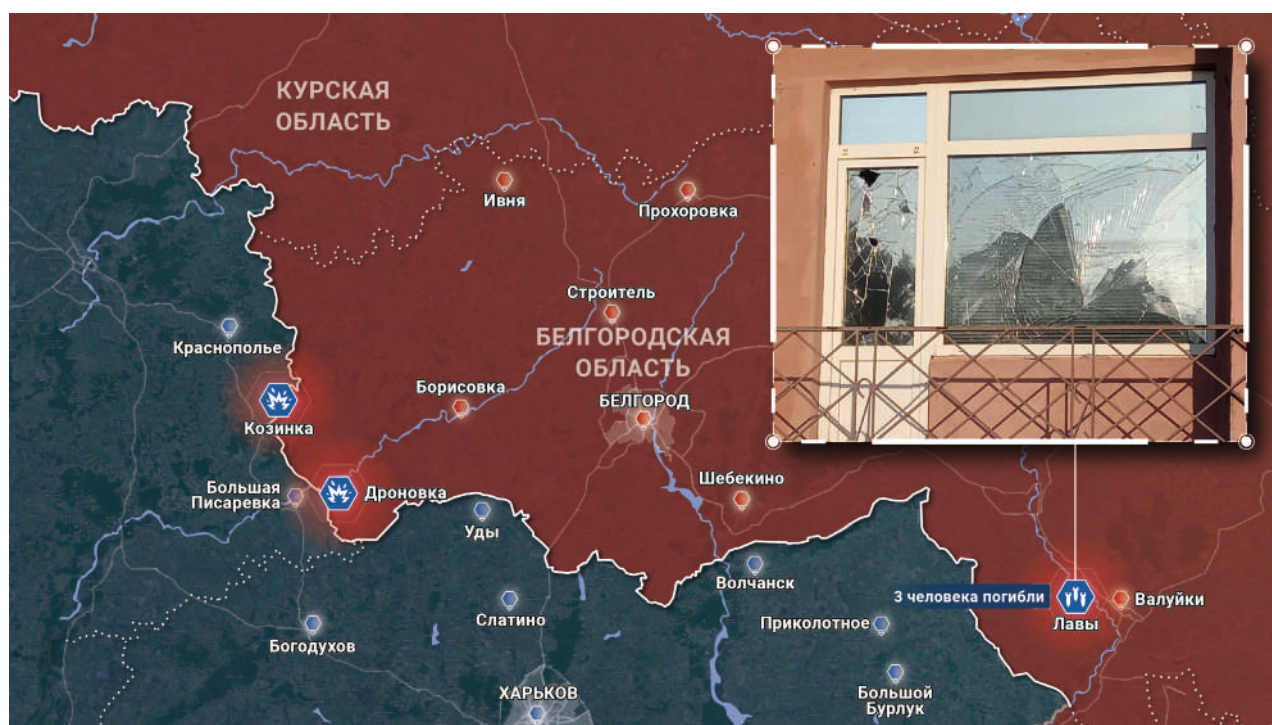 КУРСКАЯ
ОБЛАСТЬ
Ивня
Прохоровка
Строитель
БЕЛГОРОДСКАЯ
ОБЛАСТЬ
Краснополье
Борисовка
БЕЛГОРОД
Козинка
Шебекино
Большая
Писаревка
Дроновка
Уды
Волчанск
3 человека погибли
Валуйки
Лавы
Слатино
Приколотное
Богодухов
Большой
Бурлук
ХАРЬКОВ